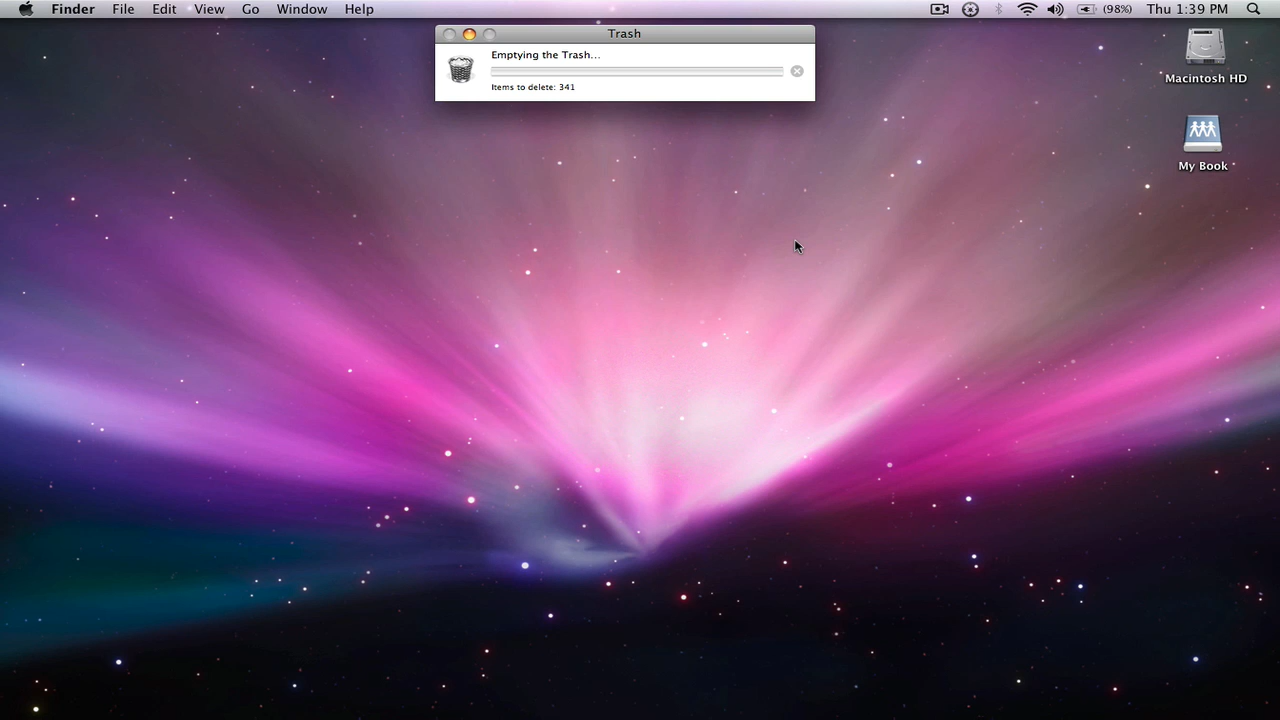 Finder File Edit View Go Window Help (98%) Thu 1:39 PM
Trash
Emptying the Trash...
Items to delete: 341
Macintosh HD
My Book